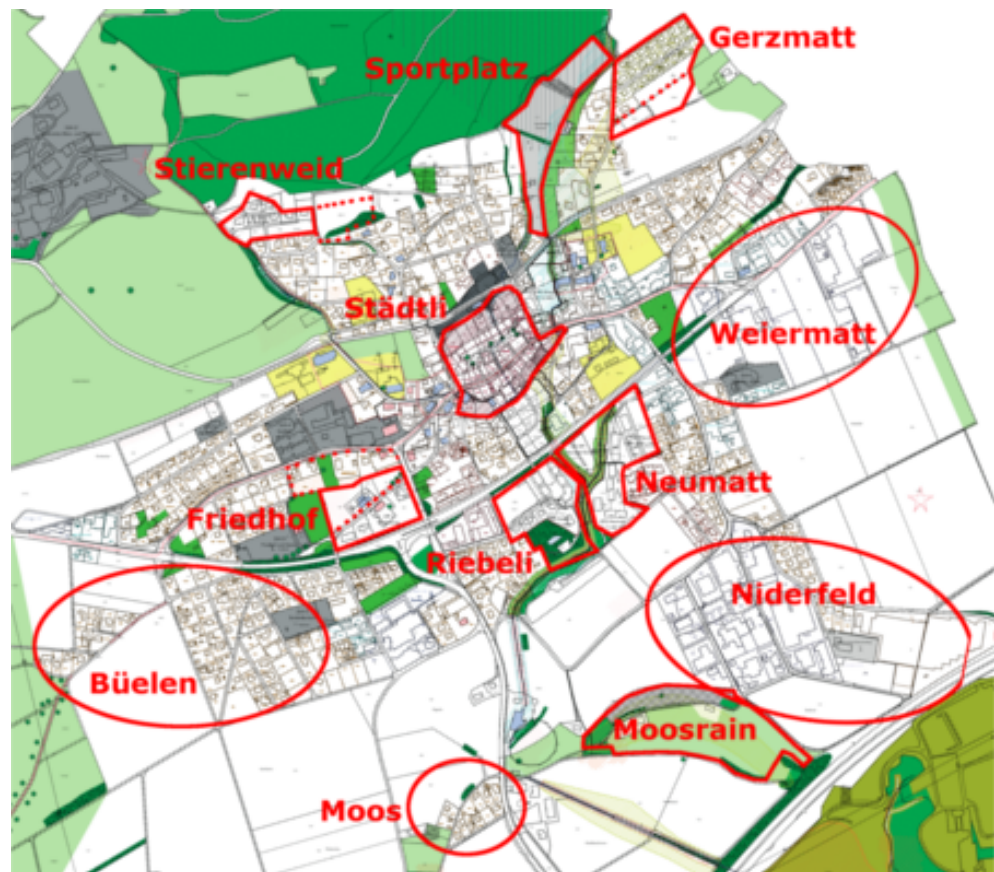 Gerzmatt
Sportplatz
Stierenweid
Städtli
Weiermatt
Neumatt
Friedhof
Riebeli
Niderfeld
Büelen
Moosrain
Moos